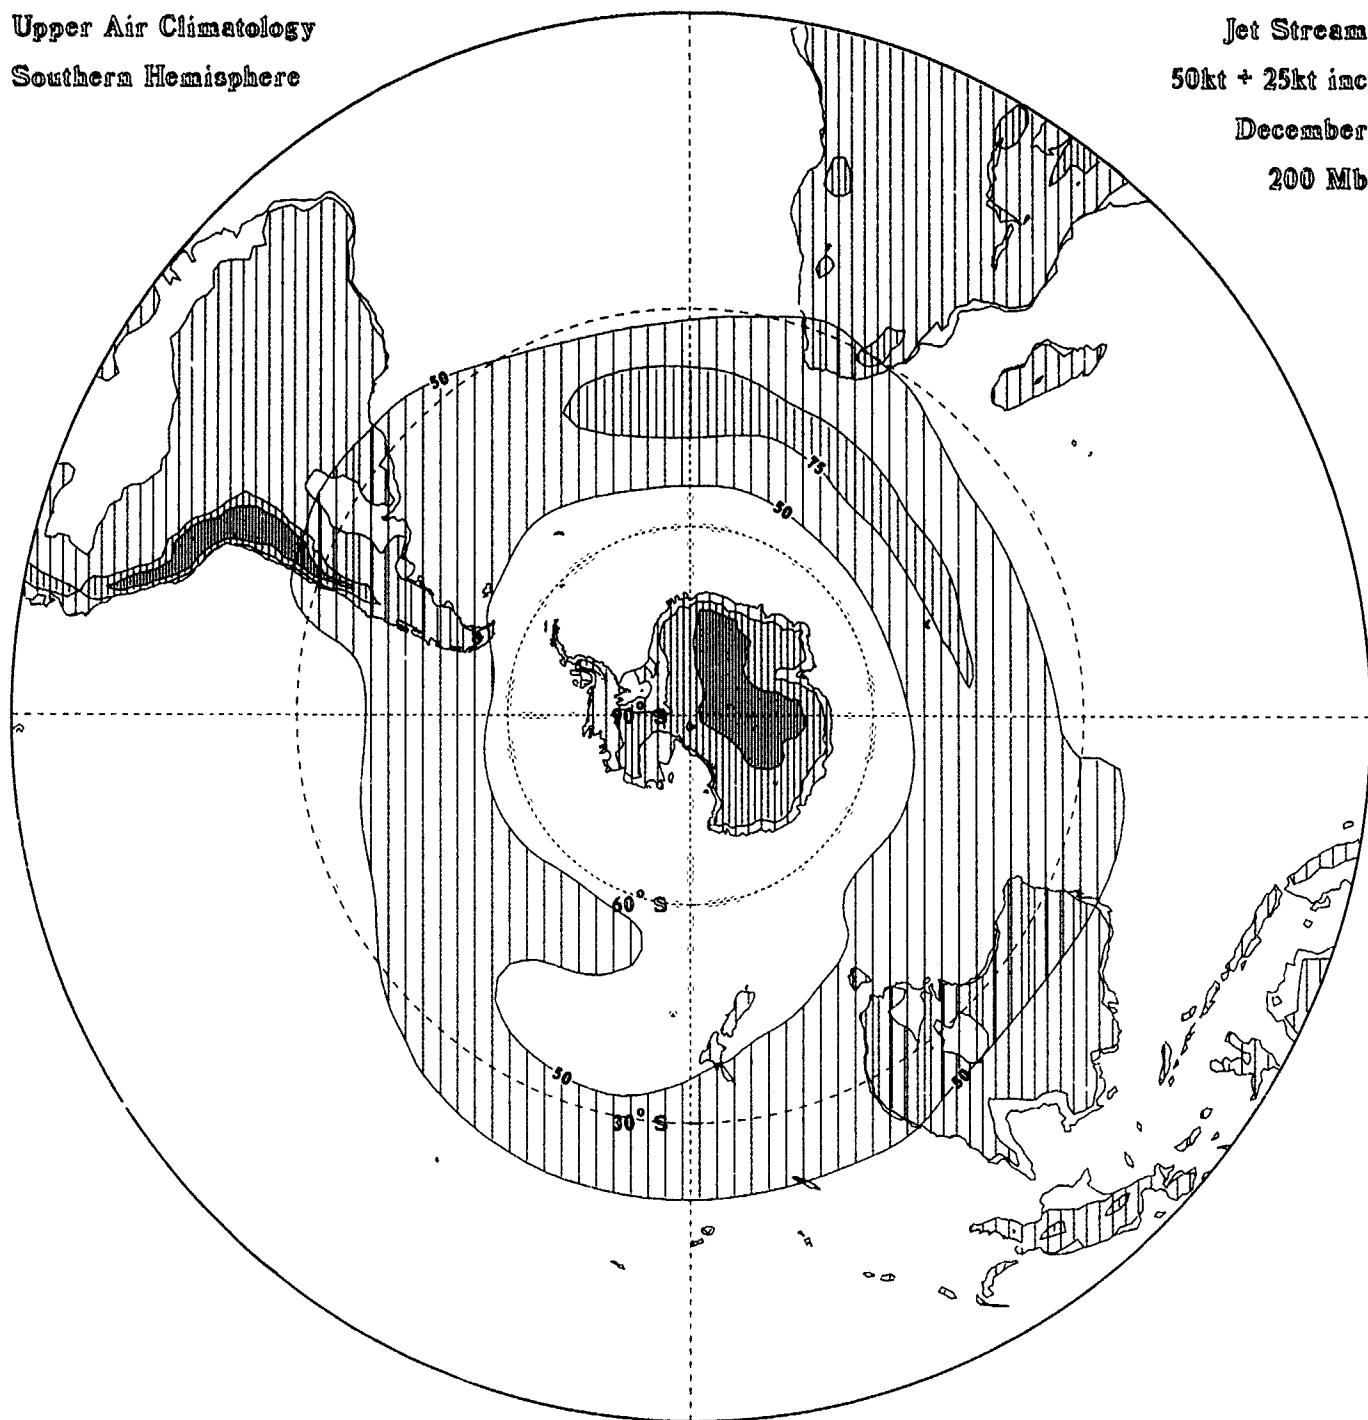 Upper Air Climatology
Southern Hemisphere
Jet Stream
50kt + 25kt inc
December
200 Mb
50
75
50
90° S
60° S
50
50
30° S